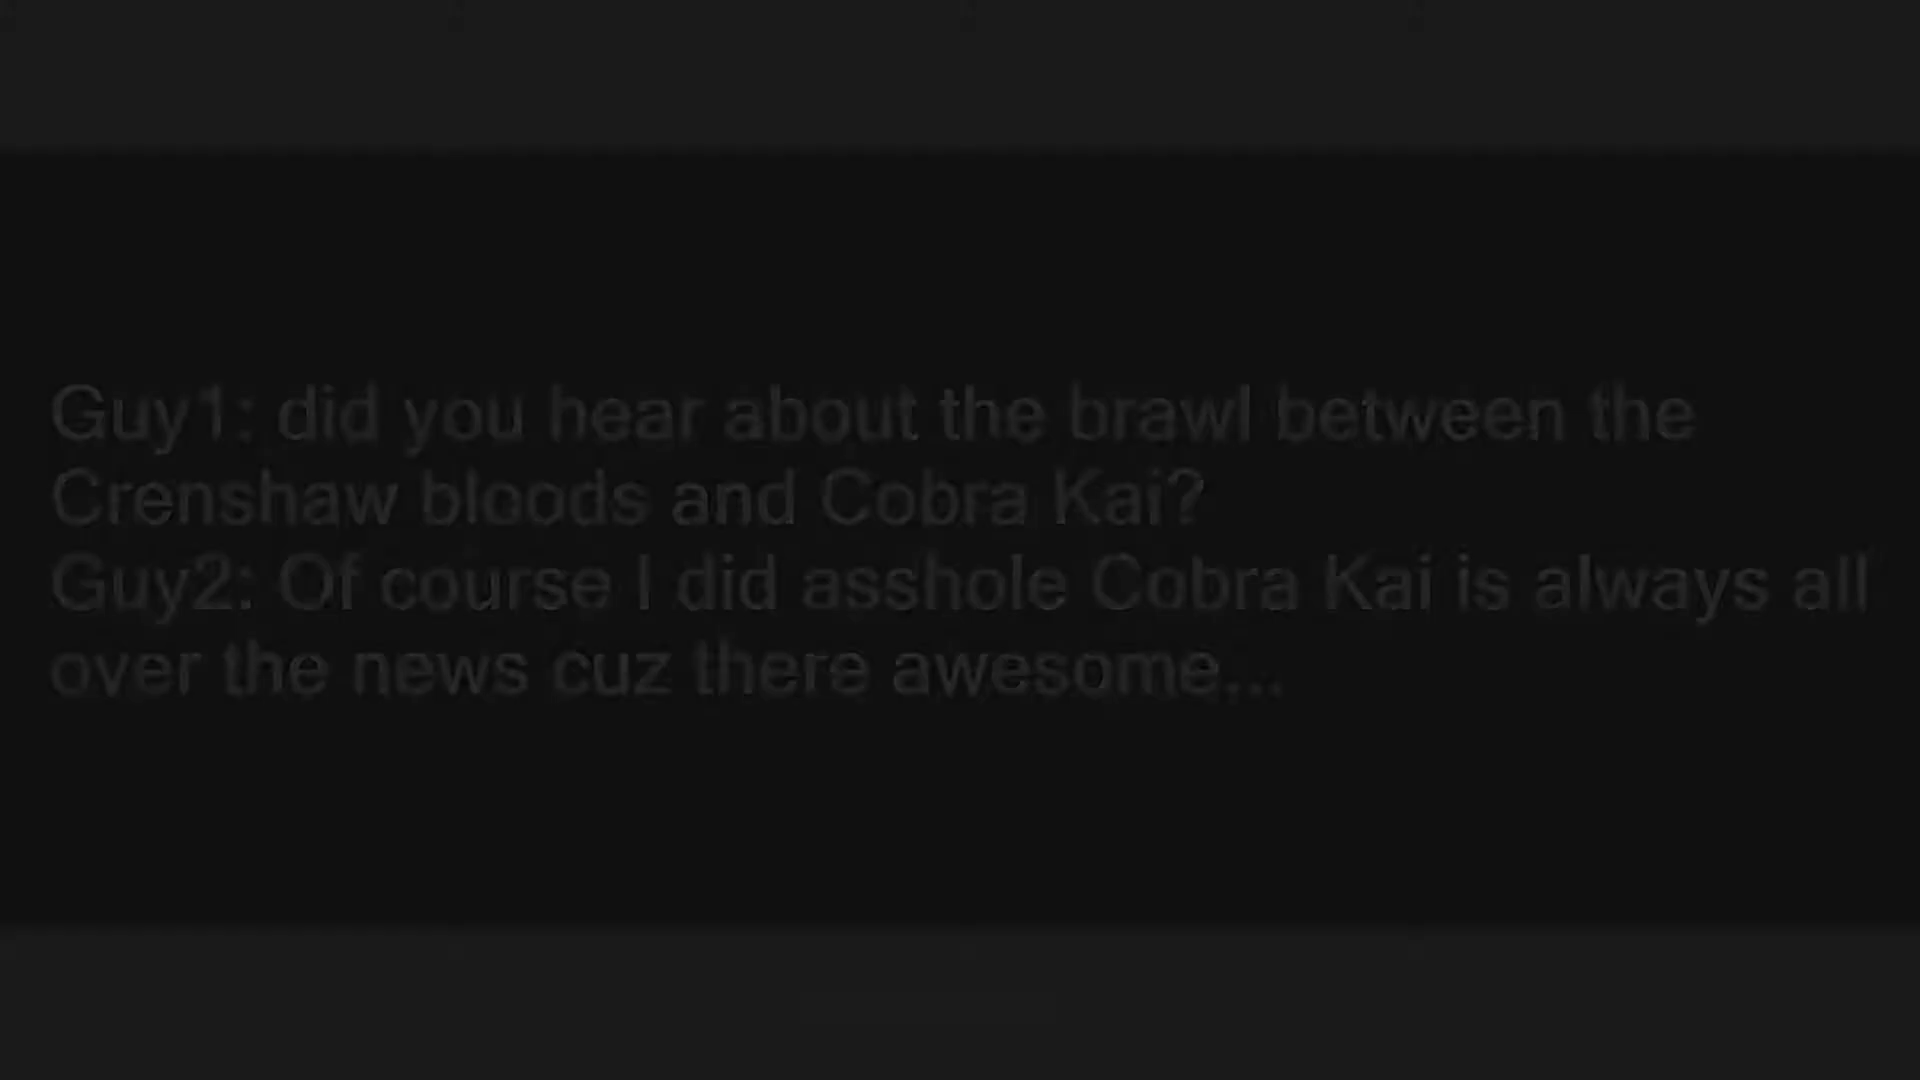 Guy1: did you hear about the brawl between the
Crenshaw bloods and Cobra Kai?
Guy2: Of course I did asshole Cobra Kai is always all
over the news cuz there awesome...